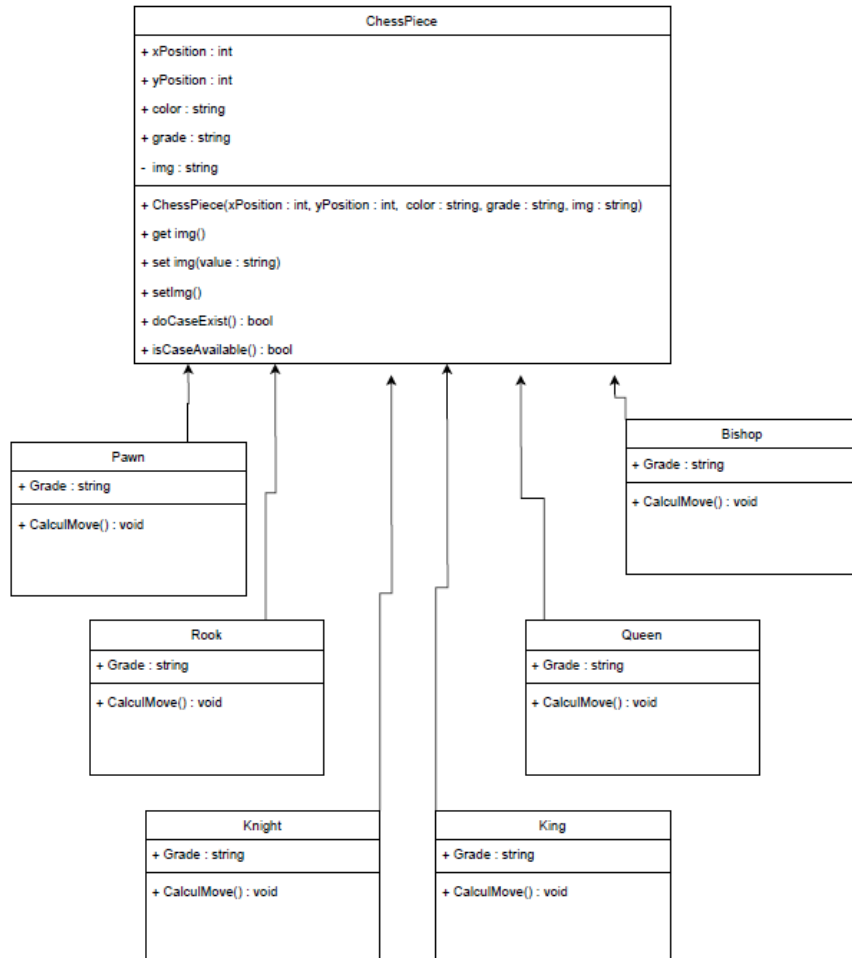 ChessPiece
+ xPosition : int
+ yPosition : int
+ color : string
+ grade : string
- img : string
+ ChessPiece(xPosition : int, yPosition : int, color : string, grade : string, img : string)
+ get img()
+ set img(value : string)
+ setImg()
+ doCaseExist() : bool
+ isCaseAvailable() : bool
Pawn
+ Grade : string
+ CalculMove() : void
Bishop
+ Grade : string
+ CalculMove() : void
Rook
+ Grade : string
+ CalculMove() : void
Queen
+ Grade : string
+ CalculMove() : void
Knight
+ Grade : string
+ CalculMove() : void
King
+ Grade : string
+ CalculMove() : void